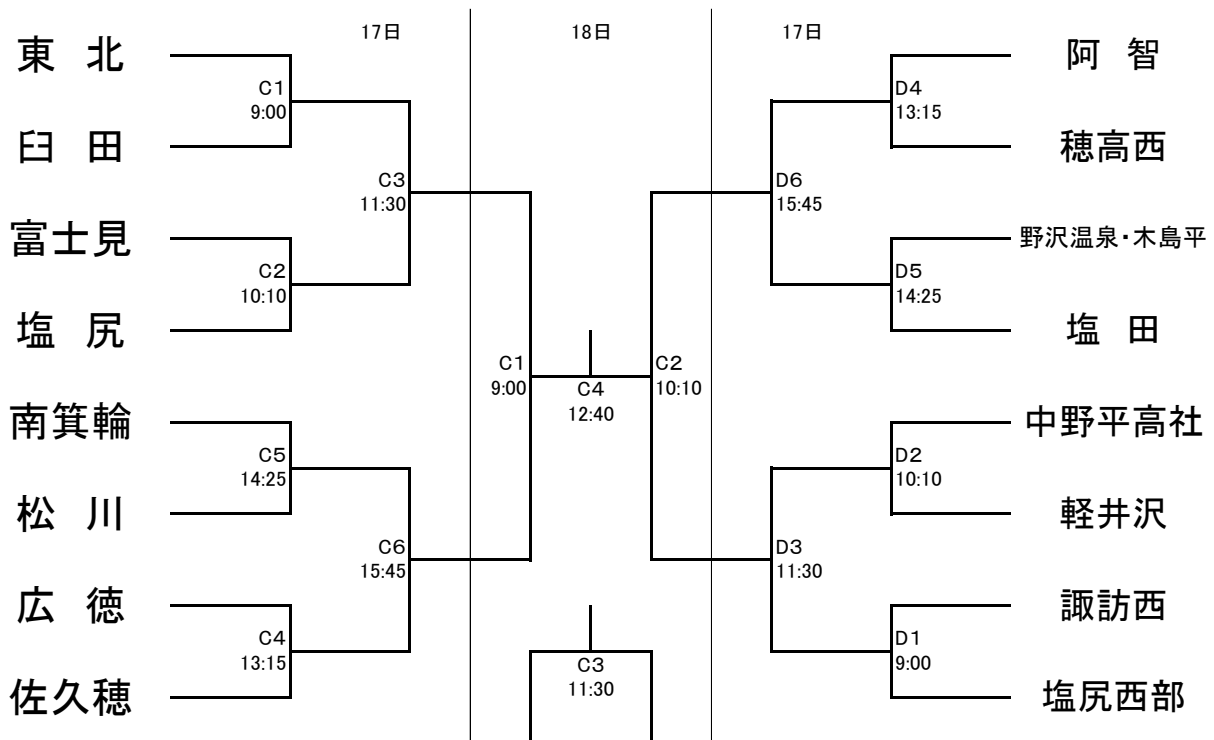 17日
18日
17日
東 北
C1
9:00
臼 田
C3
11:30
富士見
C2
10:10
塩 尻
南箕輪
C5
14:25
松 川
C6
15:45
広 徳
C4
13:15
佐久穂
C1
9:00
C4
12:40
C2
10:10
C3
11:30
阿 智
D4
13:15
穂高西
D6
15:45
野沢温泉・木島平
D5
14:25
塩 田
中野平高社
D2
10:10
軽井沢
D3
11:30
諏訪西
D1
9:00
塩尻西部